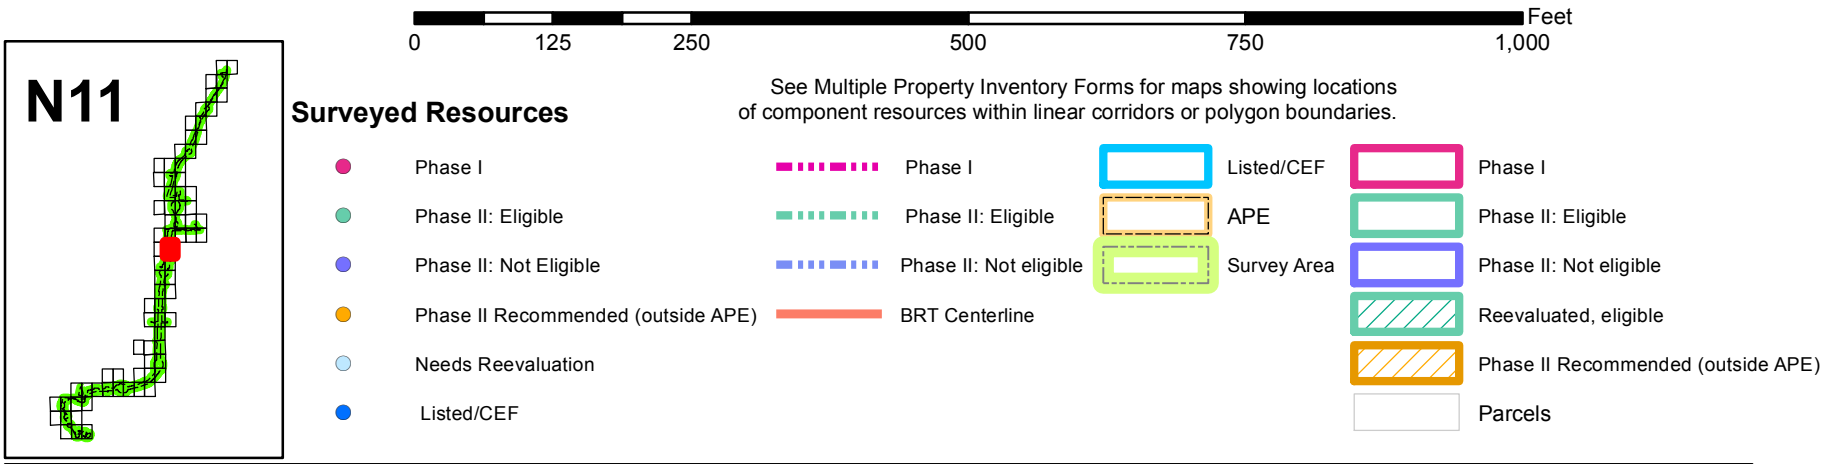 Feet
0 125 250 500 750 1,000
N11
See Multiple Property Inventory Forms for maps showing locations
of component resources within linear corridors or polygon boundaries.
Surveyed Resources
Phase I
Phase II: Eligible
Phase II: Not Eligible
Phase II Recommended (outside APE)
Needs Reevaluation
Listed/CEF
Phase I
Phase II: Eligible
Phase II: Not eligible
BRT Centerline
Listed/CEF
APE
Survey Area
Phase I
Phase II: Eligible
Phase II: Not eligible
Reevaluated, eligible
Phase II Recommended (outside APE)
Parcels